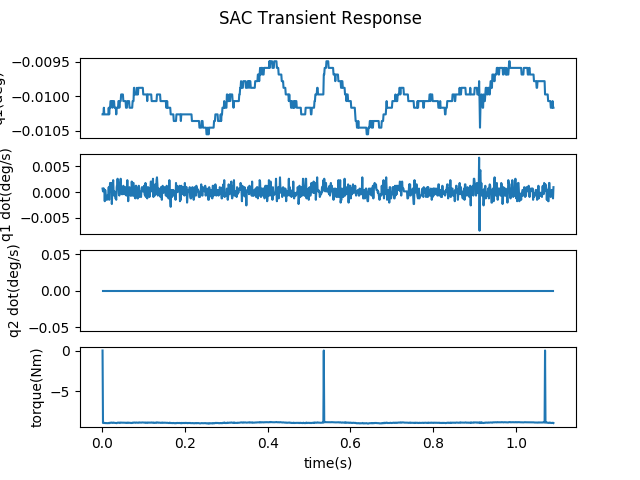 SAC Transient Response
−0.0095
−0.0100
−0.0105
q1(deg)
0.005
0.000
−0.005
q1 dot(deg/s)
0.05
0.00
−0.05
q2 dot(deg/s)
0
−5
torque(Nm)
0.0 0.2 0.4 0.6 0.8 1.0
time(s)